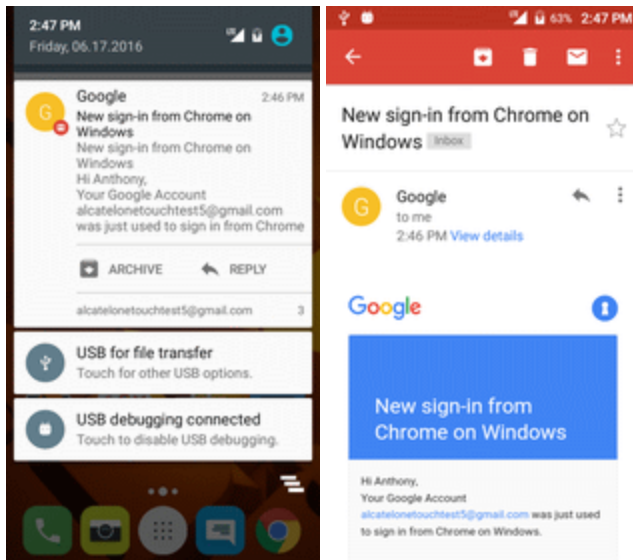 2:47 PM
Friday, 06.17.2016
Google
2:46 PM
New sign-in from Chrome on
Windows
New sign-in from Chrome on
Windows
Hi Anthony,
Your Google Account
alcatelonetouchtest5@gmail.com
was just used to sign in from Chrome
ARCHIVE
REPLY
alcatelonetouchtest5@gmail.com
3
USB for file transfer
Touch for other USB options.
USB debugging connected
Touch to disable USB debugging.
63% 2:47 PM
New sign-in from Chrome on
Windows Inbox
G
Google
to me
2:46 PM View details
Google
New sign-in from
Chrome on Windows
Hi Anthony,
Your Google Account
alcatelonetouchtest5@gmail.com was just used
to sign in from Chrome on Windows.